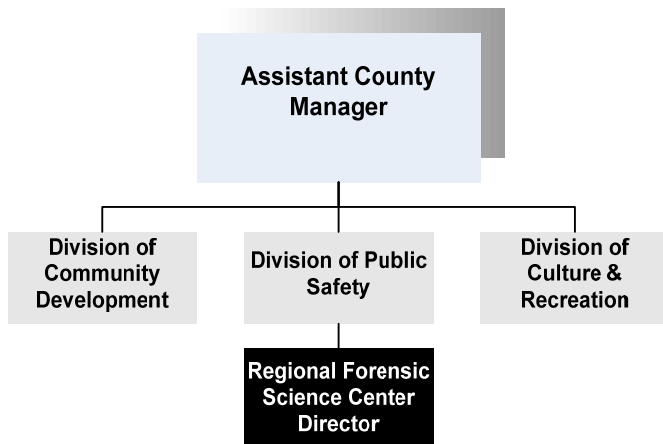 Assistant County
Manager
Division of
Community
Development
Division of Public
Safety
Division of
Culture &
Recreation
Regional Forensic
Science Center
Director